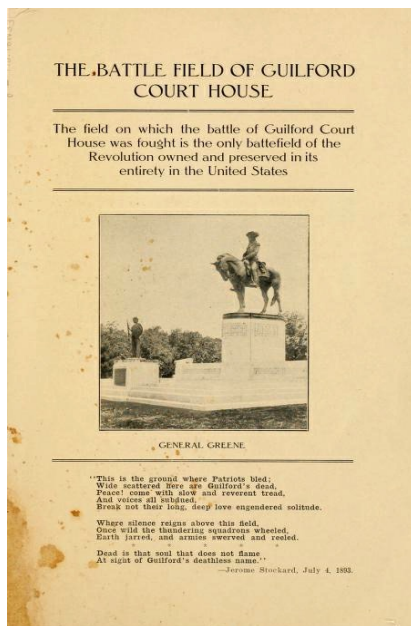 THE BATTLE FIELD OF GUILFORD
COURT HOUSE
The field on which the battle of Guilford Court
House was fought is the only battefield of the
Revolution owned and preserved in its
entirety in the United States
GENERAL GREENE
"This is the ground where Patriots bled;
Wide scattered here are Guilford's dead,
Peace! come with slow and reverent tread,
And voices all subdued,
Break not their long, deep love engendered solitude.
Where silence reigns above this field,
Once wild the thundering squadrons wheeled,
Earth jarred, and armies swerved and reeled.
* * * * * *
Dead is that soul that does not flame
At sight of Guilford's deathless name."
—Jerome Stockard, July 4, 1893.